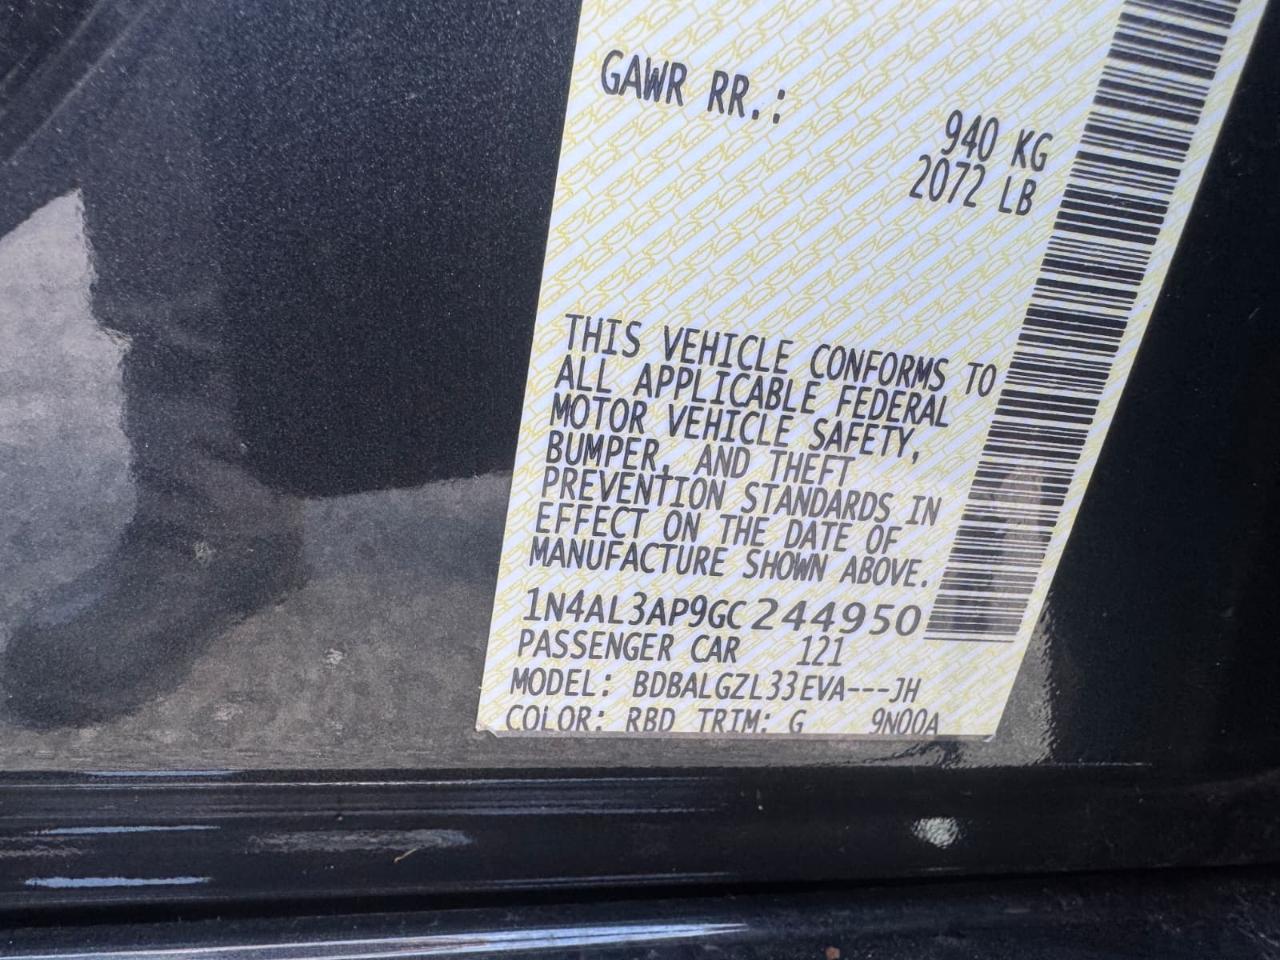 GAWR RR.:
940 KG
2072 LB
THIS VEHICLE CONFORMS TO
ALL APPLICABLE FEDERAL
MOTOR VEHICLE SAFETY,
BUMPER, AND THEFT
PREVENTION STANDARDS IN
EFFECT ON THE DATE OF
MANUFACTURE SHOWN ABOVE.
1N4AL3AP9GC244950
PASSENGER CAR 121
MODEL: BDBALGZL33EVA---JH
COLOR: RBD TRIM: G 9N00A